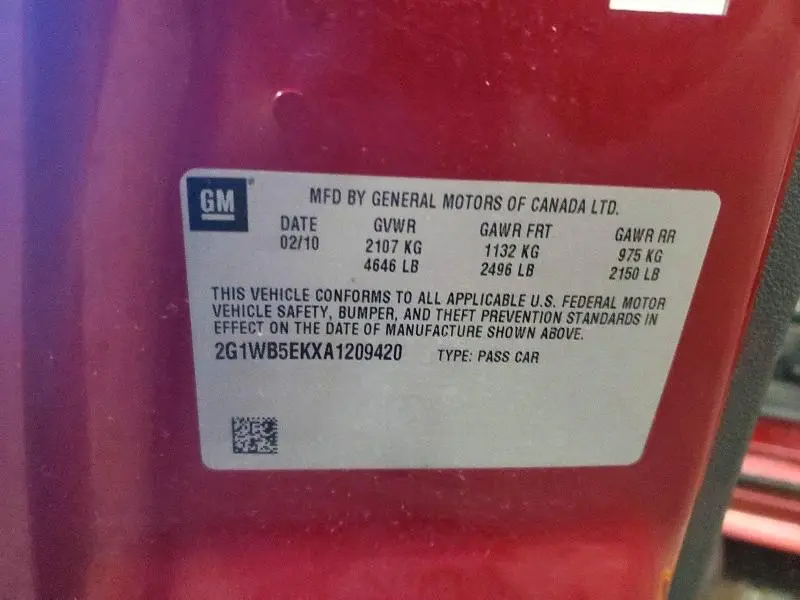 GM
MFD BY GENERAL MOTORS OF CANADA LTD.
DATE GVWR GAWR FRT GAWR RR
02/10 2107 KG 1132 KG 975 KG
4646 LB 2496 LB 2150 LB
THIS VEHICLE CONFORMS TO ALL APPLICABLE U.S. FEDERAL MOTOR
VEHICLE SAFETY, BUMPER, AND THEFT PREVENTION STANDARDS IN
EFFECT ON THE DATE OF MANUFACTURE SHOWN ABOVE.
2G1WB5EKXA1209420 TYPE: PASS CAR